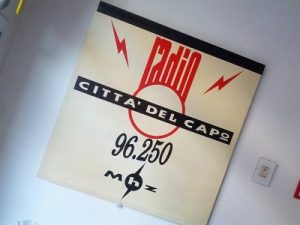 radio
CITTA' DEL CAPO
96.250
MHZ